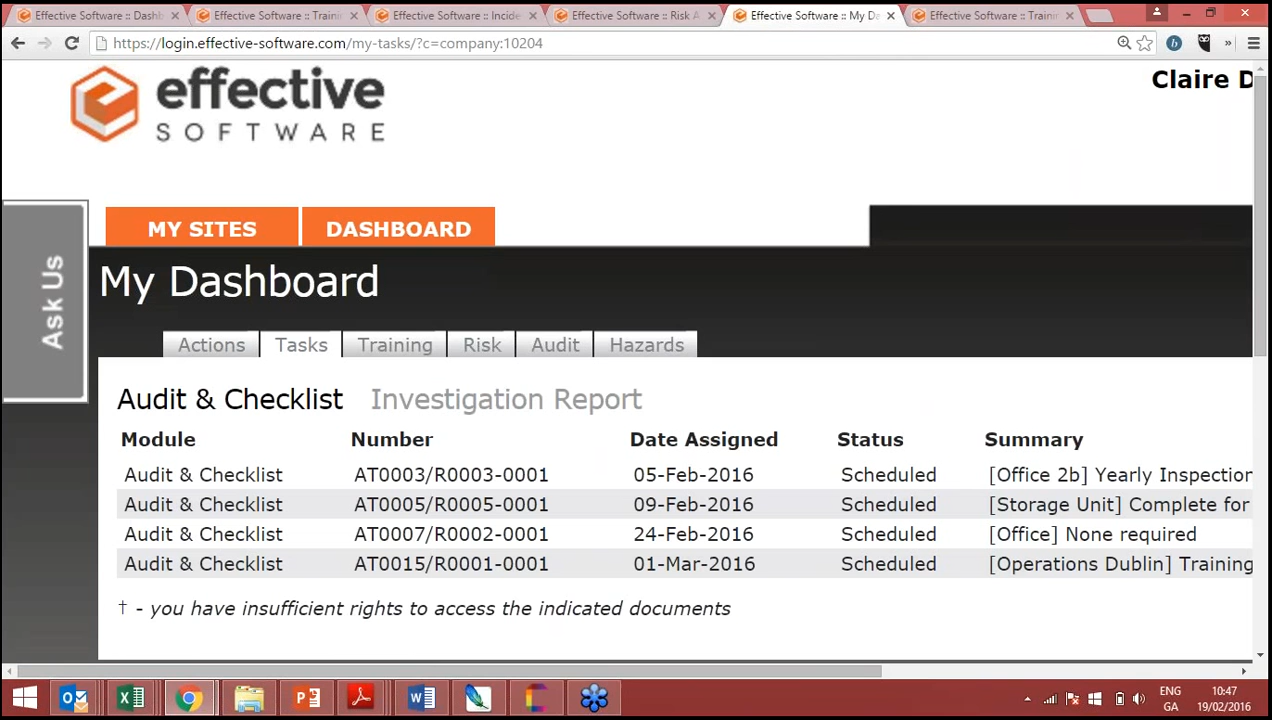 Effective Software :: Dashb
Effective Software :: Trainin
Effective Software :: Incide
Effective Software :: Risk A
Effective Software :: My Da
Effective Software :: Trainin
https://login.effective-software.com/my-tasks/?c=company:10204
effective
SOFTWARE
Claire D
Ask Us
MY SITES
DASHBOARD
My Dashboard
Actions Tasks Training Risk Audit Hazards
Audit & Checklist Investigation Report
Module Number Date Assigned Status Summary
Audit & Checklist AT0003/R0003-0001 05-Feb-2016 Scheduled [Office 2b] Yearly Inspection
Audit & Checklist AT0005/R0005-0001 09-Feb-2016 Scheduled [Storage Unit] Complete for
Audit & Checklist AT0007/R0002-0001 24-Feb-2016 Scheduled [Office] None required
Audit & Checklist AT0015/R0001-0001 01-Mar-2016 Scheduled [Operations Dublin] Training
† - you have insufficient rights to access the indicated documents
ENG 10:47
GA 19/02/2016